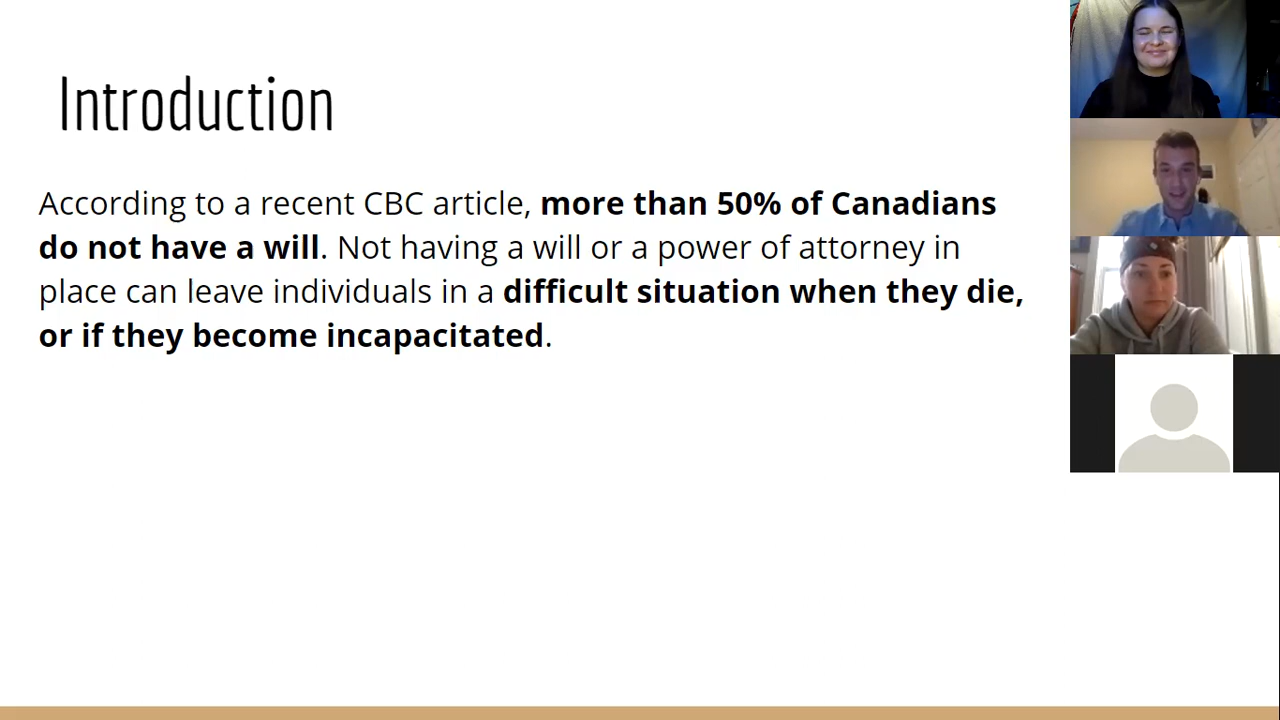 Introduction
According to a recent CBC article, more than 50% of Canadians
do not have a will. Not having a will or a power of attorney in
place can leave individuals in a difficult situation when they die,
or if they become incapacitated.